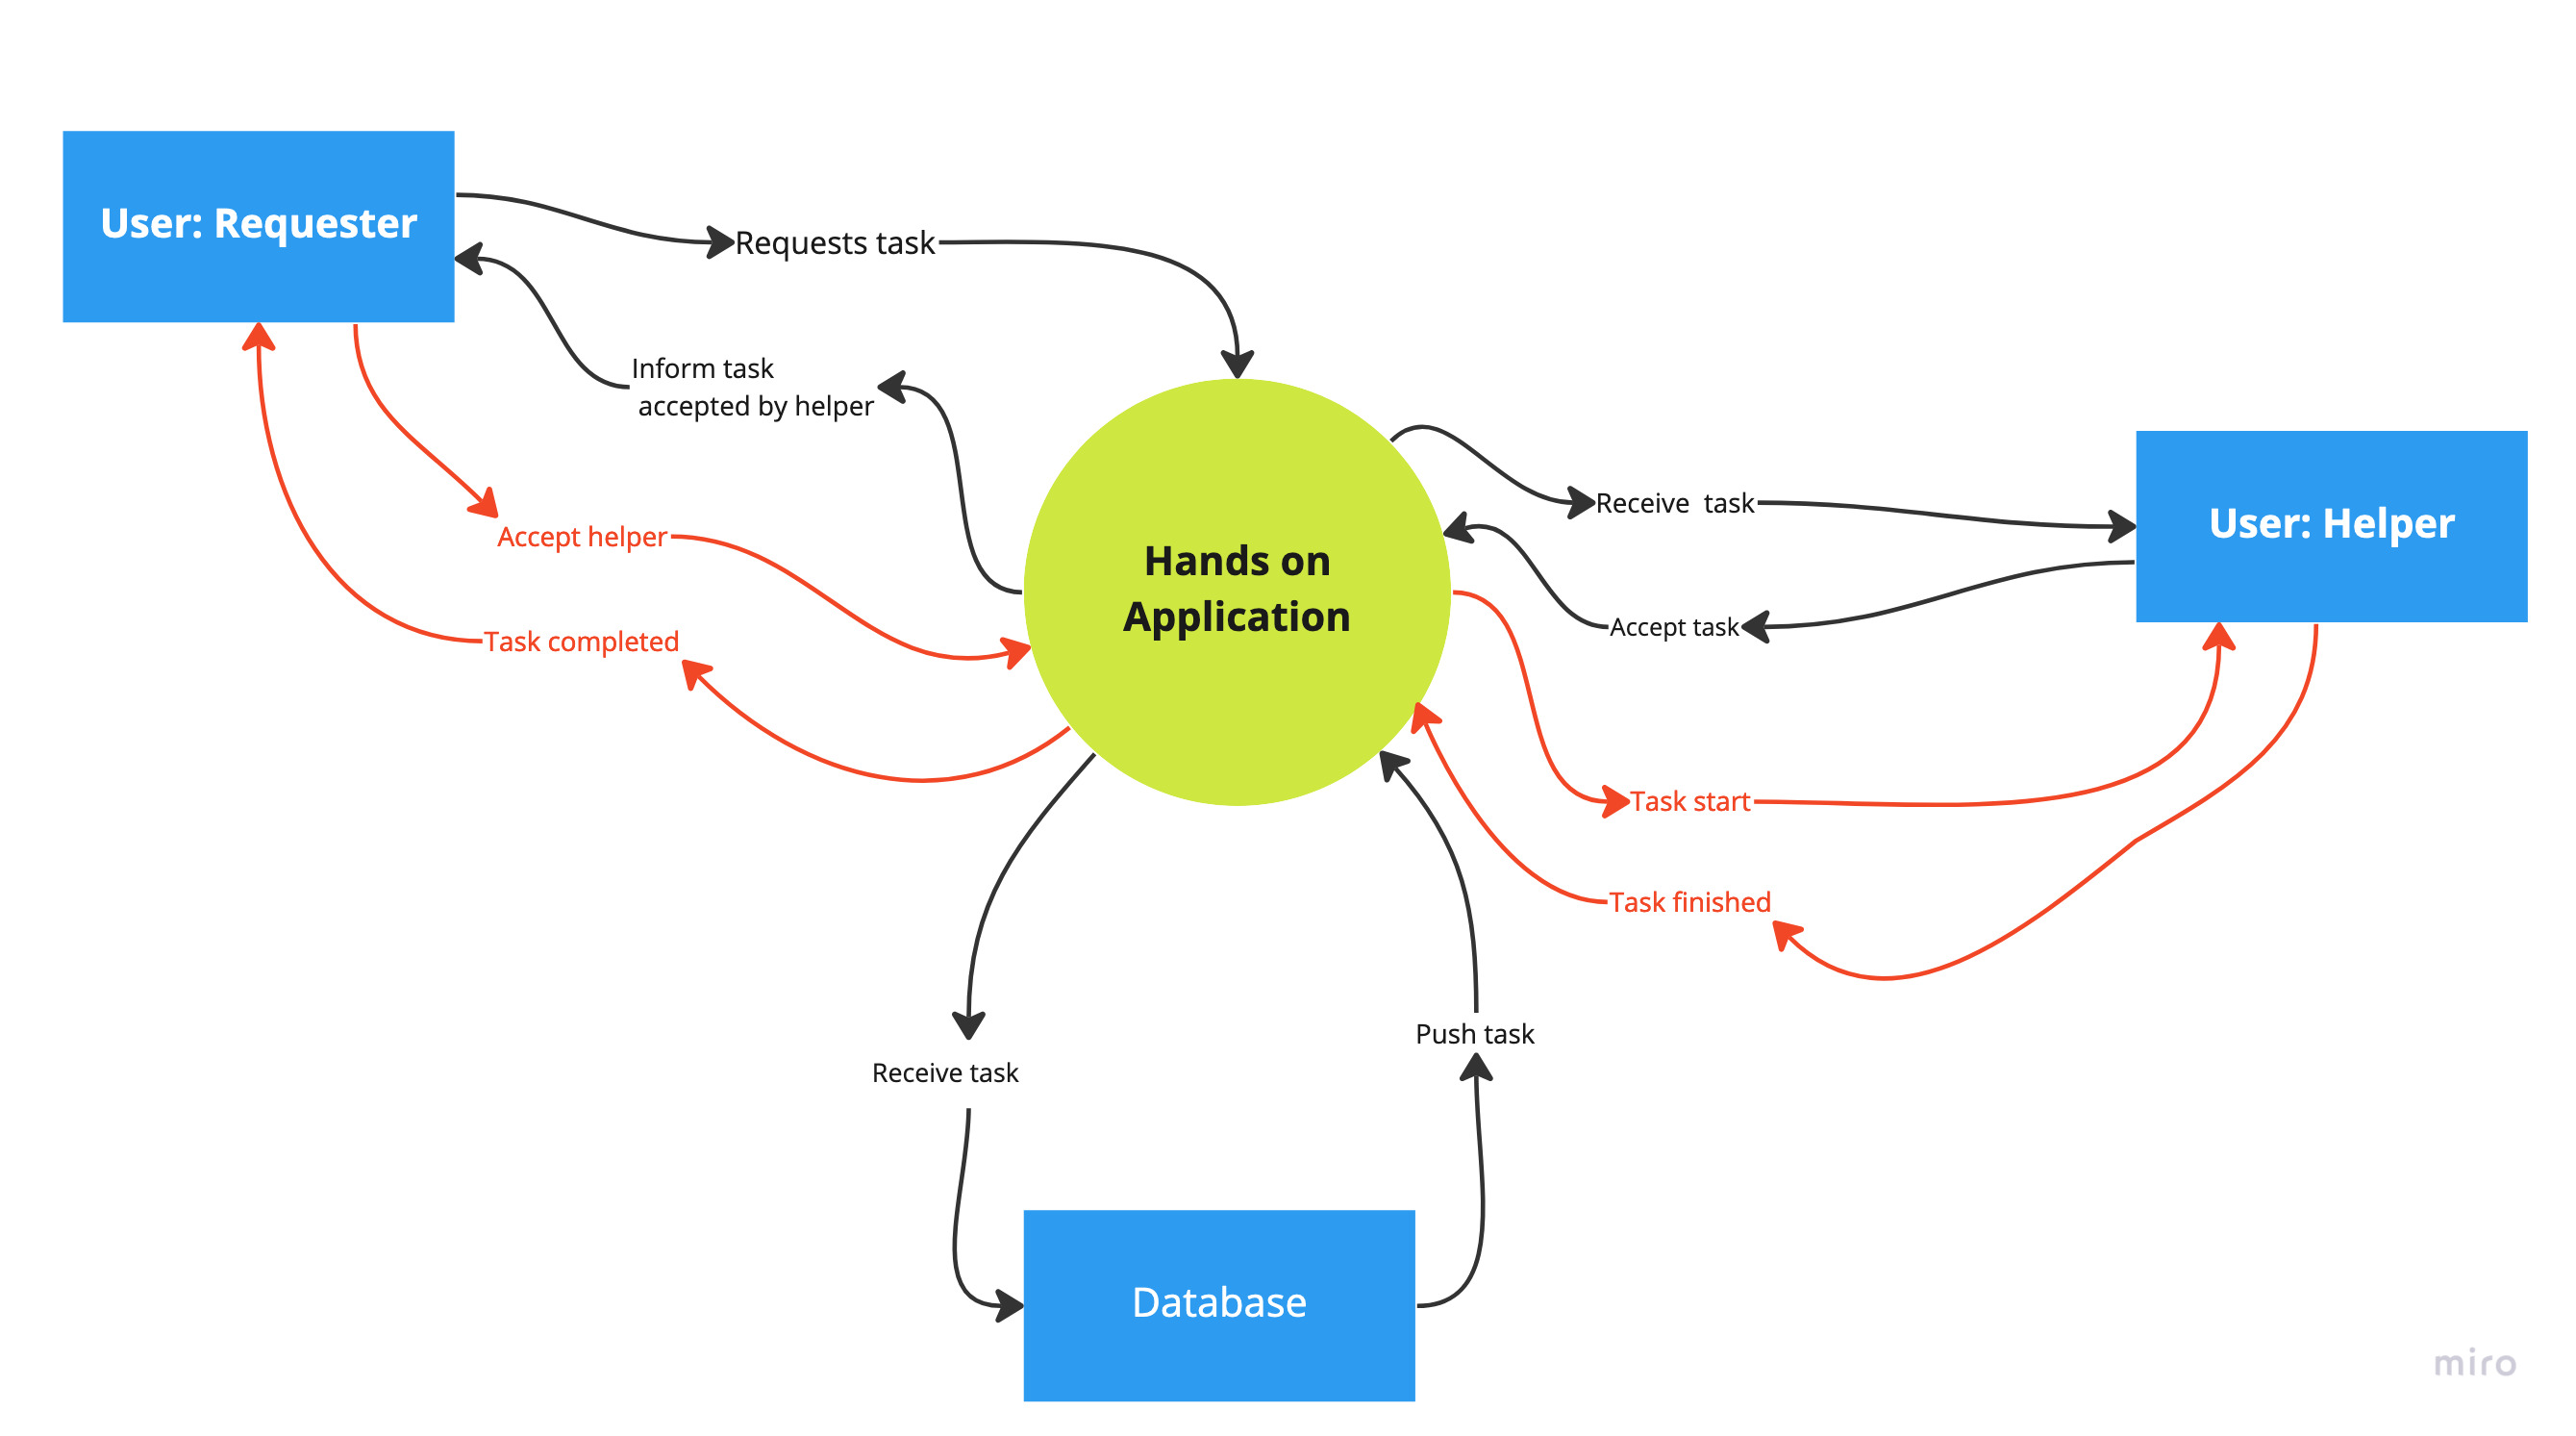 User: Requester
Requests task
Inform task
accepted by helper
Accept helper
Task completed
Hands on
Application
Receive  task
User: Helper
Accept task
Task start
Task finished
Push task
Receive task
Database
miro